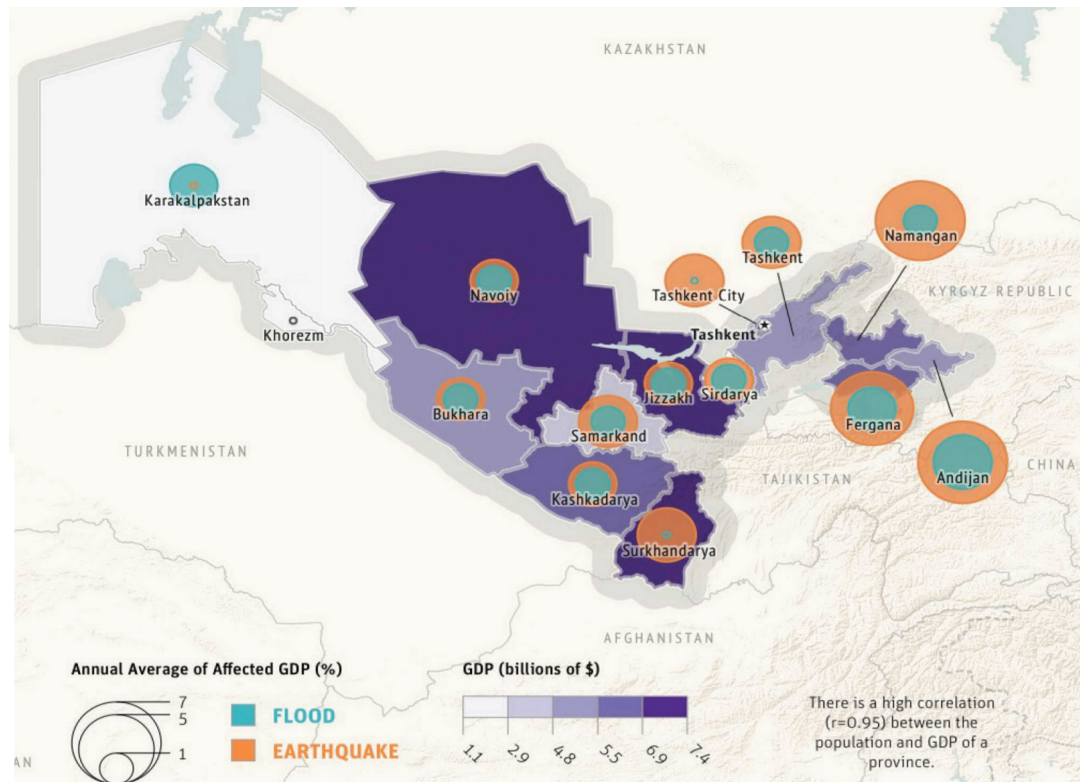 KAZAKHSTAN
Karakalpakstan
Namangan
Tashkent
Navoiy
Tashkent City
KYRGYZ REPUBLIC
Khorezm
Tashkent
Jizzakh
Sirdarya
Bukhara
Fergana
Samarkand
TURKMENISTAN
CHINA
TAJIKISTAN
Andijan
Kashkadarya
Surkhandarya
AFGHANISTAN
Annual Average of Affected GDP (%)
7
5
1
FLOOD
EARTHQUAKE
GDP (billions of $)
1.1 2.9 4.8 5.5 6.9 7.4
There is a high correlation
(r=0.95) between the
population and GDP of a
province.
AN